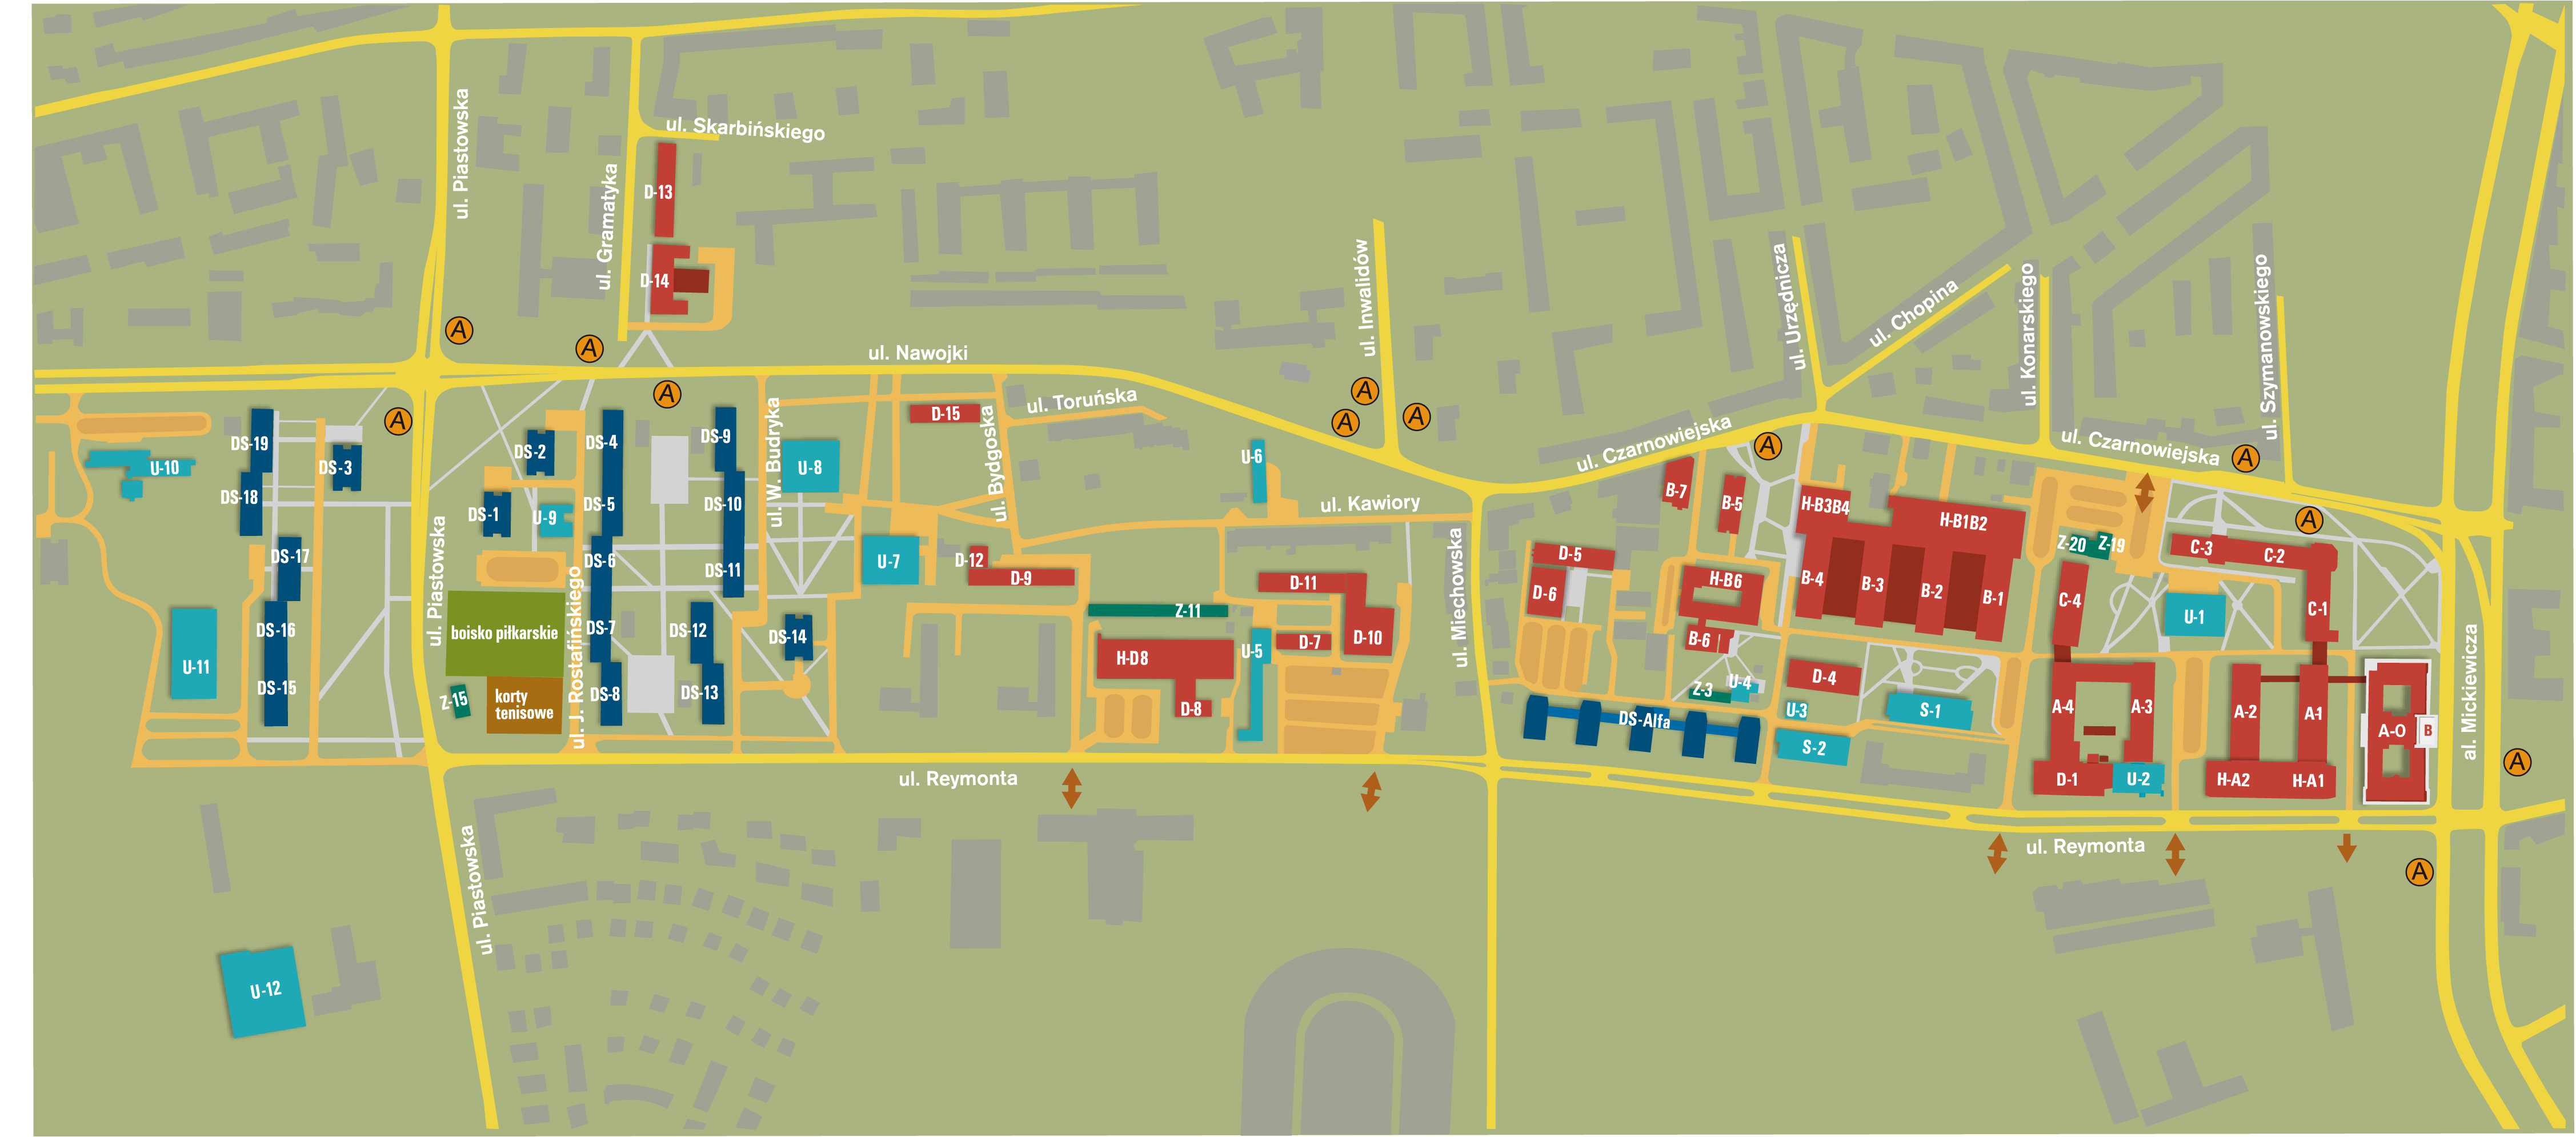 ul. Piastowska
ul. Skarbińskiego
D-13
ul. Gramatyka
D-14
A
A
ul. Nawojki
A
A
ul. Inwalidów
A
A
A
ul. Urzędnicza
ul. Chopina
ul. Konarskiego
ul. Szymanowskiego
ul. Toruńska
D-15
ul. Bydgoska
ul. W. Budryka
ul. Czarnowiejska
A
ul. Czarnowiejska
A
DS-19
DS-3
U-10
DS-18
DS-17
DS-16
DS-15
U-11
DS-2
DS-1
U-9
DS-4
DS-5
DS-6
DS-7
DS-8
DS-9
DS-10
DS-11
DS-12
DS-13
DS-14
U-8
U-7
D-12
D-9
U-6
ul. Kawiory
ul. Piastowska
boisko piłkarskie
Z-15
korty
tenisowe
ul. J. Rostafińskiego
Z-11
H-D8
D-8
U-5
D-11
D-7
D-10
ul. Miechowska
B-7
B-5
H-B3B4
H-B1B2
D-5
D-6
H-B6
B-6
B-4
B-3
B-2
B-1
Z-3
U-4
D-4
U-3
S-1
S-2
DS-Alfa
Z-20
Z-19
C-3
C-2
C-4
C-1
U-1
A
A-4
A-3
A-2
A-1
A-0
B
D-1
U-2
H-A2
H-A1
al. Mickiewicza
A
A
ul. Reymonta
ul. Reymonta
ul. Piastowska
U-12